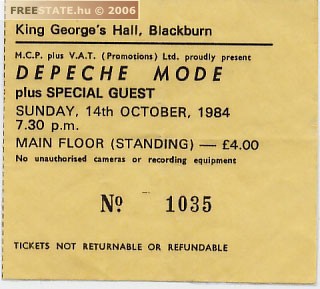 FREESTATE.hu © 2006
King George's Hall, Blackburn
M.C.P. plus V.A.T. (Promotions) Ltd. proudly present
DEPECHE MODE
plus SPECIAL GUEST
SUNDAY, 14th OCTOBER, 1984
7.30 p.m.
MAIN FLOOR (STANDING) — £4.00
No unauthorised cameras or recording equipment
No. 1035
TICKETS NOT RETURNABLE OR REFUNDABLE